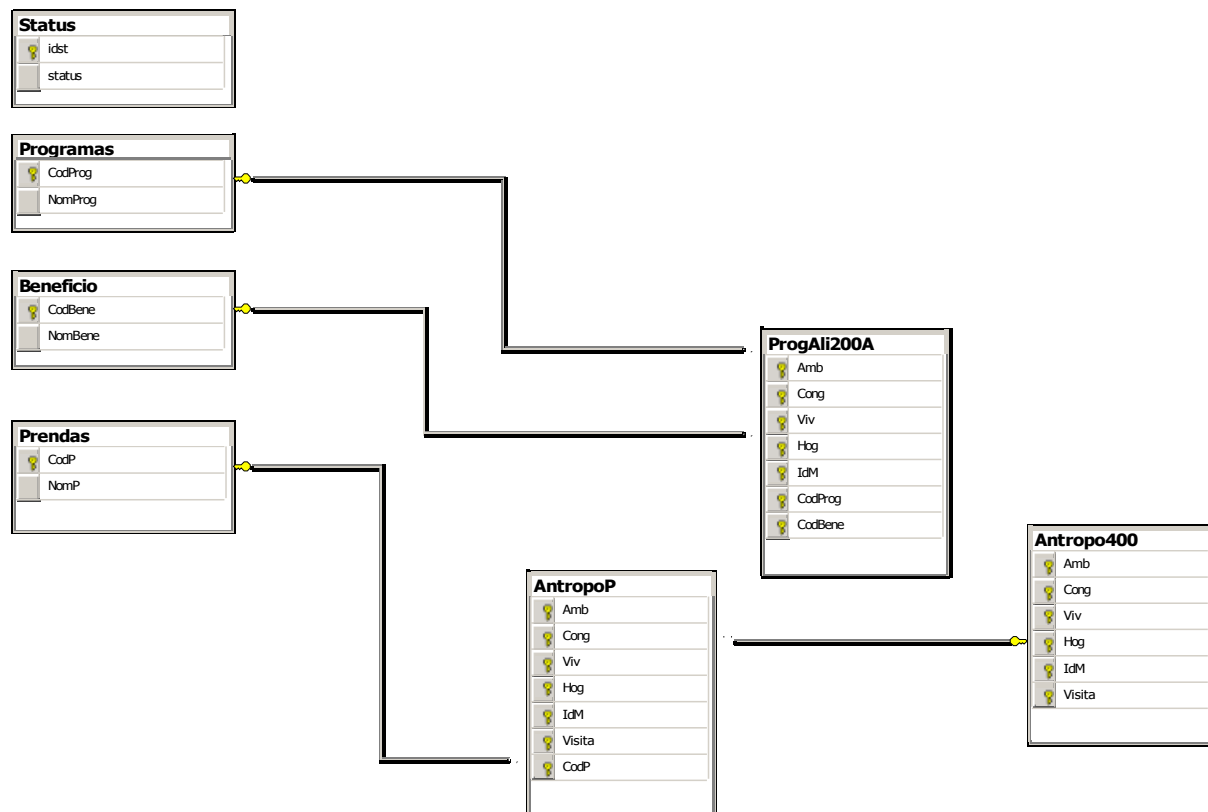 Status
idst
status
Programas
CodProg
NomProg
Beneficio
CodBene
NomBene
Prendas
CodP
NomP
ProgAli200A
Amb
Cong
Viv
Hog
IdM
CodProg
CodBene
AntropoP
Amb
Cong
Viv
Hog
IdM
Visita
CodP
Antropo400
Amb
Cong
Viv
Hog
IdM
Visita